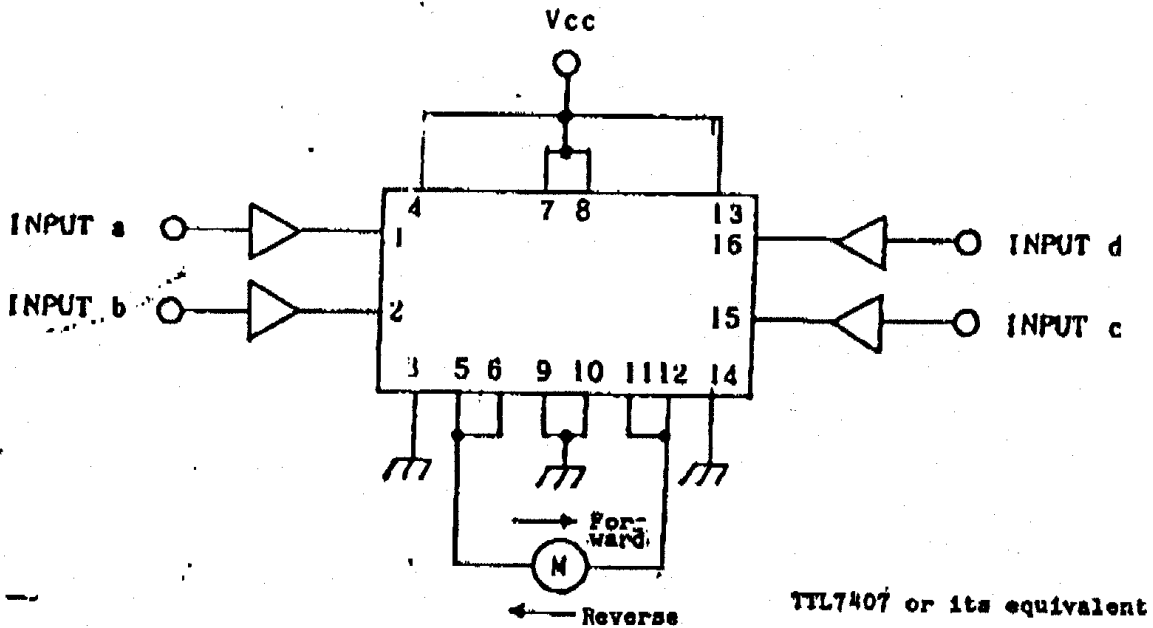 Vcc
4 7 8 13
INPUT a 1 16 INPUT d
INPUT b 2 15 INPUT c
3 5 6 9 10 11 12 14
For-
ward
M
Reverse
TTL7407 or its equivalent